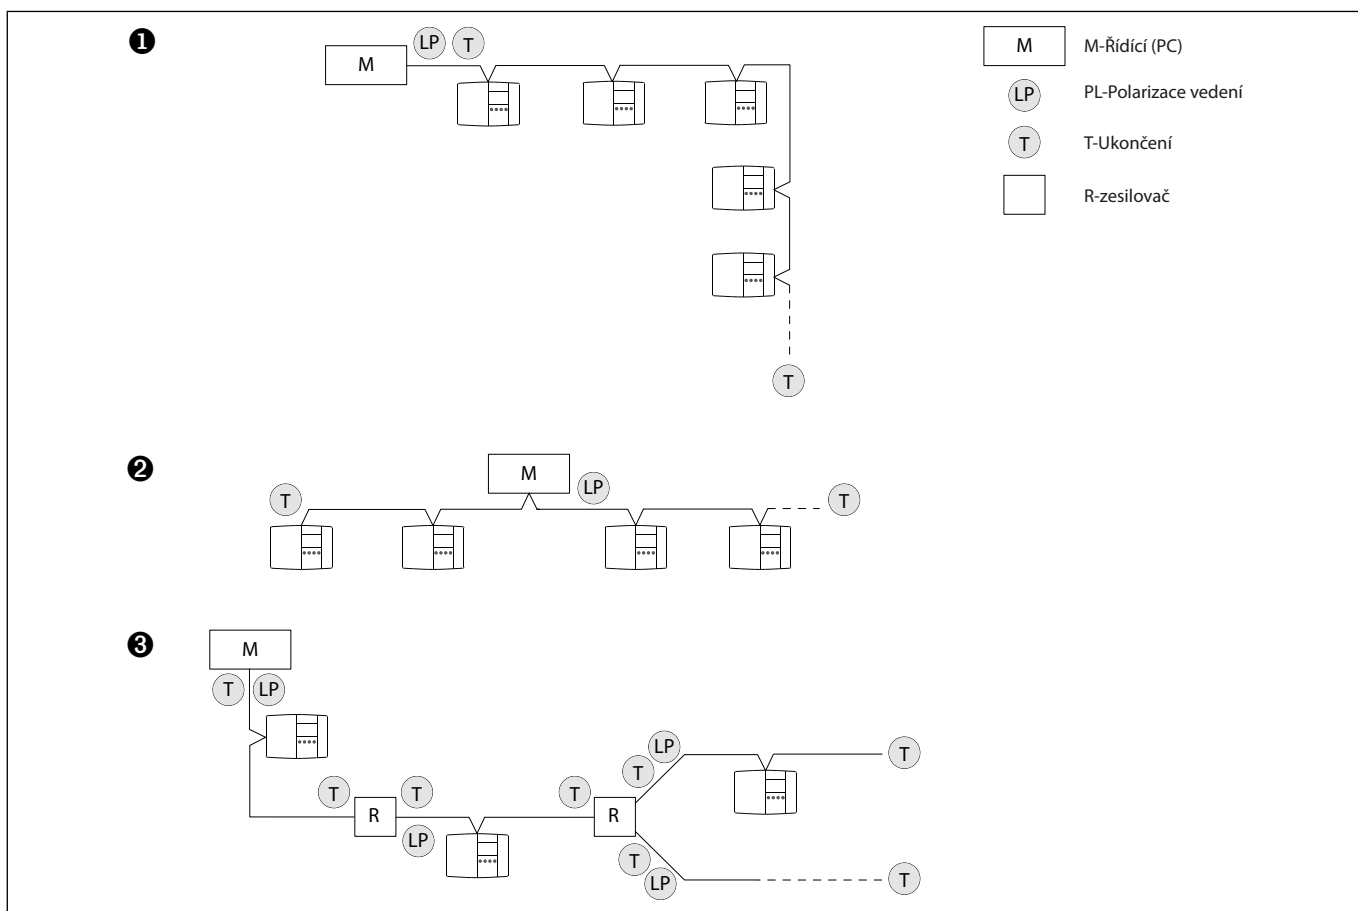 ❶
LP T
M
T
M M-Řídící (PC)
LP PL-Polarizace vedení
T T-Ukončení
R-zesilovač
❷
M
T LP T
❸
M
T LP
LP
T T
T T T
R R
LP
T
LP T